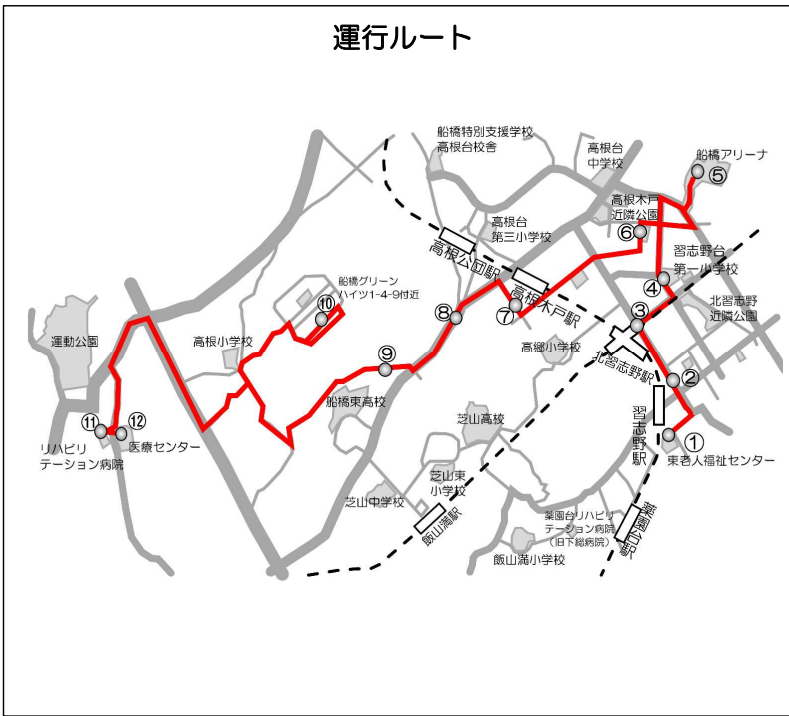 運行ルート
船橋特別支援学校
高根台校舎
高根台
中学校
船橋アリーナ
⑤
高根木戸
近隣公園
⑥
高根台
第三小学校
高根公団駅
高根木戸駅
習志野台
第一小学校
④
北習志野
近隣公園
船橋グリーン
ハイツ1-4-9付近
⑩
⑧
⑦
③
運動公園
高根小学校
高郷小学校
北習志野駅
⑨
②
船橋東高校
芝山高校
習志野駅
⑪
⑫
リハビリ
テーション病院
医療センター
①
東老人福祉センター
芝山東
小学校
芝山中学校
飯山満駅
薬園台リハビリ
テーション病院
（旧下総病院）
薬園台駅
飯山満小学校